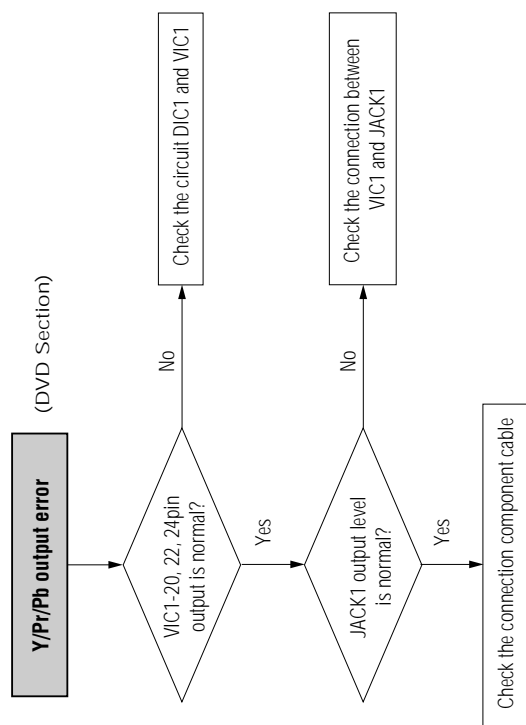 Y/Pr/Pb output error
(DVD Section)
VIC1-20, 22, 24pin
output is normal?
No
Check the circuit DIC1 and VIC1
Yes
JACK1 output level
is normal?
No
Check the connection between
VIC1 and JACK1
Yes
Check the connection component cable